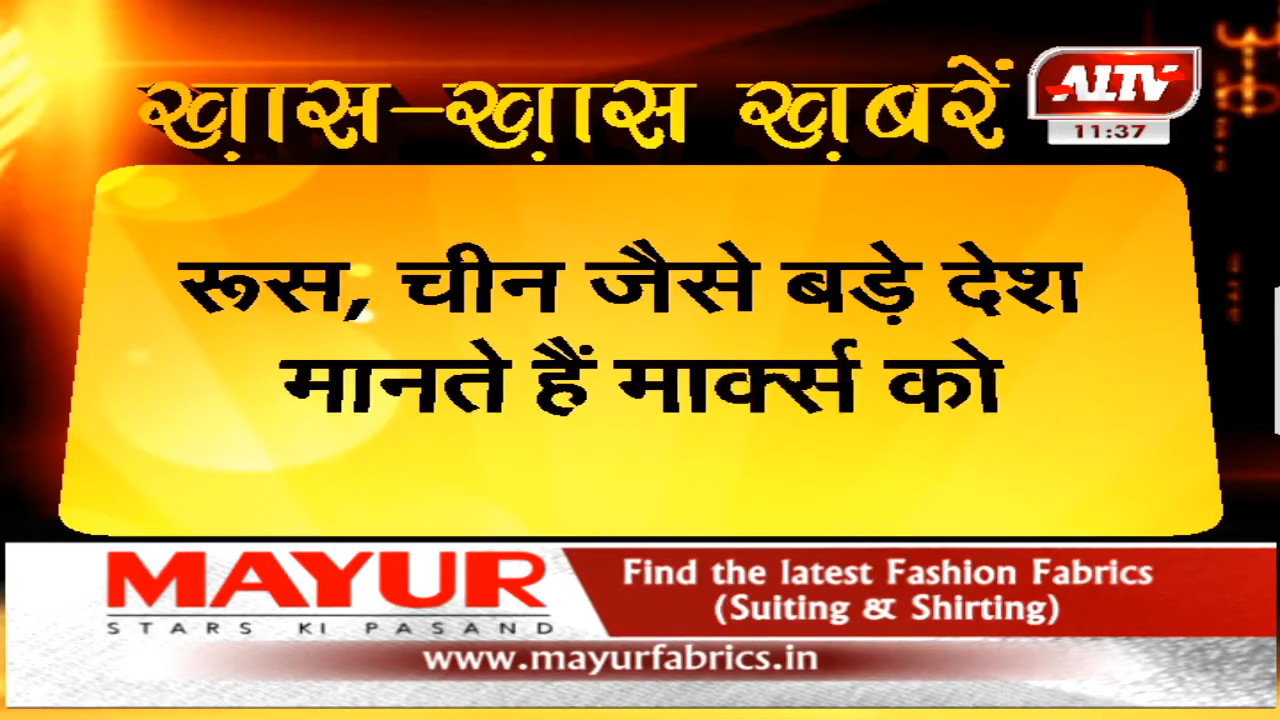 ख़ास-ख़ास ख़बरें
A1TV
11:37
रूस, चीन जैसे बड़े देश
मानते हैं मार्क्स को
MAYUR
STARS KI PASAND
Find the latest Fashion Fabrics
(Suiting & Shirting)
www.mayurfabrics.in